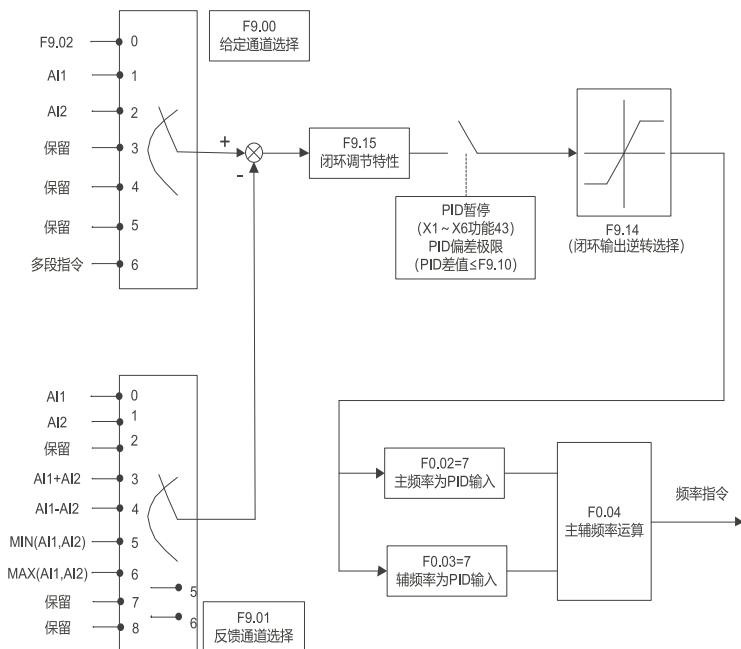 F9.00
给定通道选择
F9.02 0
AI1 1
AI2 2
保留 3
保留 4
保留 5
多段指令 6
+
-
F9.15
闭环调节特性
PID暂停
(X1~X6功能43)
PID偏差极限
(PID差值≤F9.10)
F9.14
(闭环输出逆转选择)
AI1 0
AI2 1
保留 2
AI1+AI2 3
AI1-AI2 4
MIN(AI1,AI2) 5
MAX(AI1,AI2) 6
保留 7
保留 8
5
6
F9.01
反馈通道选择
F0.02=7
主频率为PID输入
F0.03=7
辅频率为PID输入
F0.04
主辅频率运算
频率指令